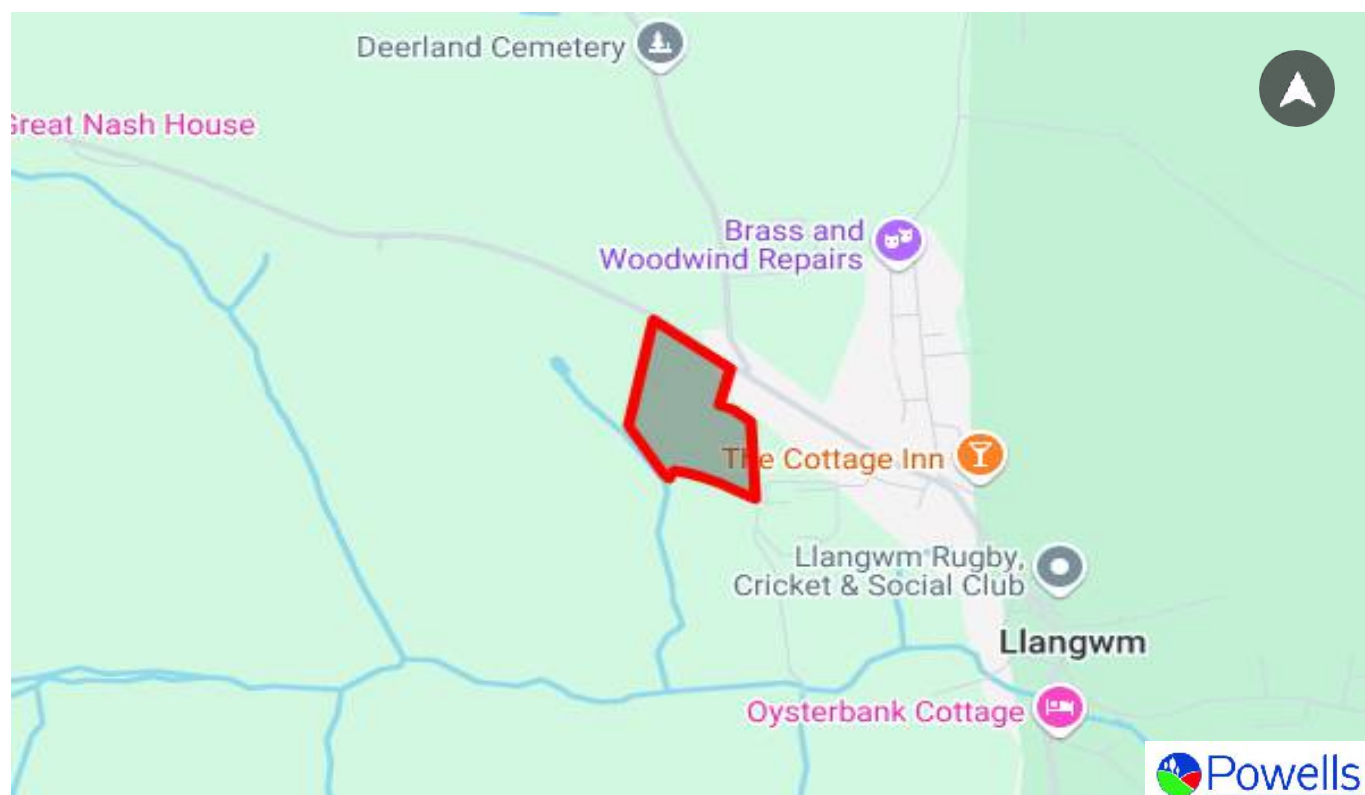 Deerland Cemetery
Great Nash House
Brass and
Woodwind Repairs
The Cottage Inn
Llangwm Rugby,
Cricket & Social Club
Llangwm
Oysterbank Cottage
Powells